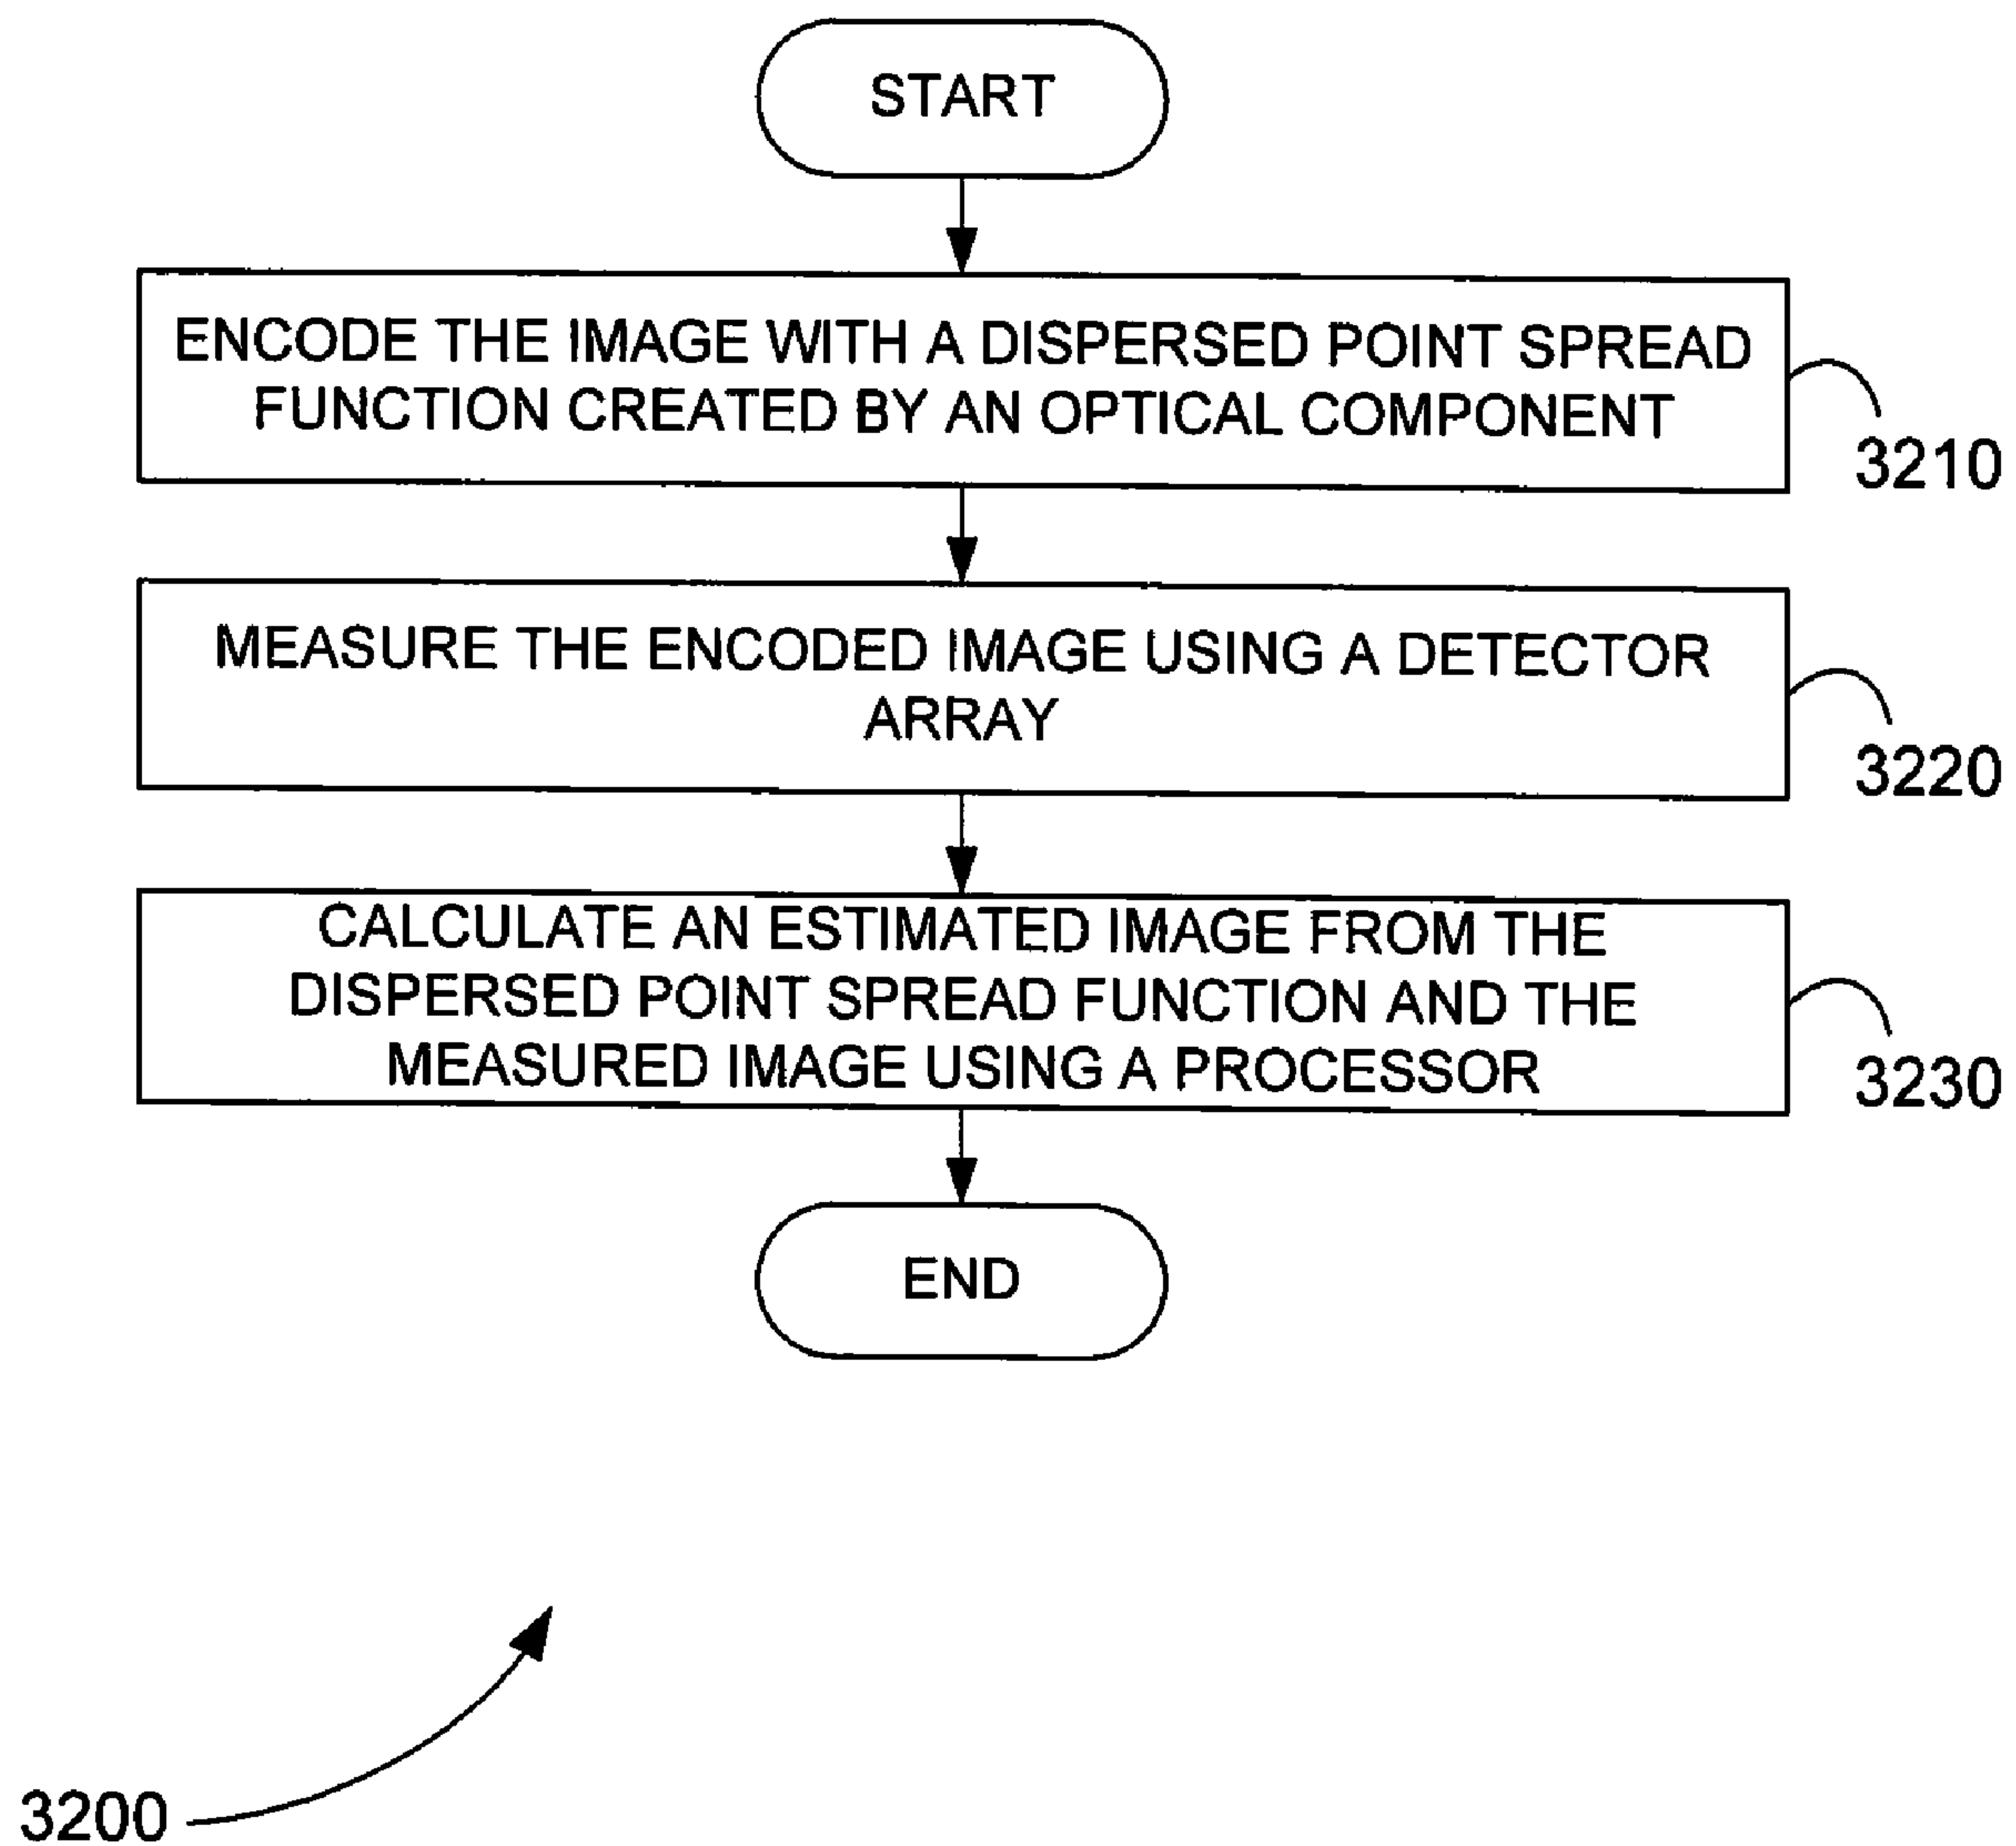 START
ENCODE THE IMAGE WITH A DISPERSED POINT SPREAD
FUNCTION CREATED BY AN OPTICAL COMPONENT
3210
MEASURE THE ENCODED IMAGE USING A DETECTOR
ARRAY
3220
CALCULATE AN ESTIMATED IMAGE FROM THE
DISPERSED POINT SPREAD FUNCTION AND THE
MEASURED IMAGE USING A PROCESSOR
3230
END
3200